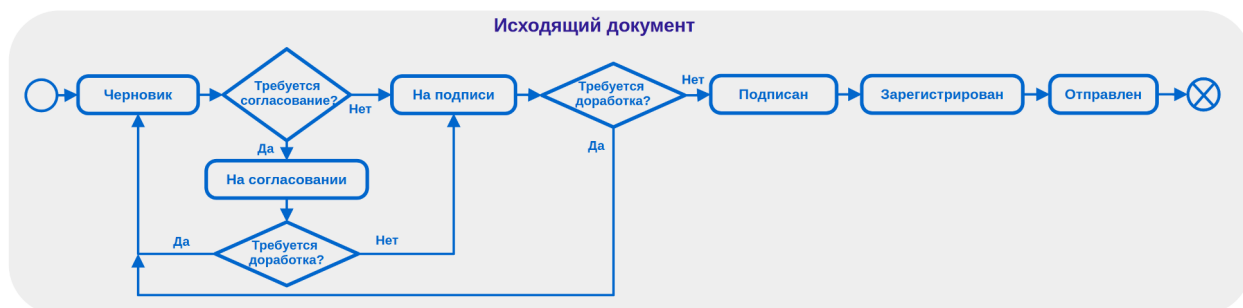 Исходящий документ
Черновик
Требуется
согласование?
Нет
На подписи
Требуется
доработка?
Нет
Подписан
Зарегистрирован
Отправлен
Да
На согласовании
Да
Требуется
доработка?
Да
Нет